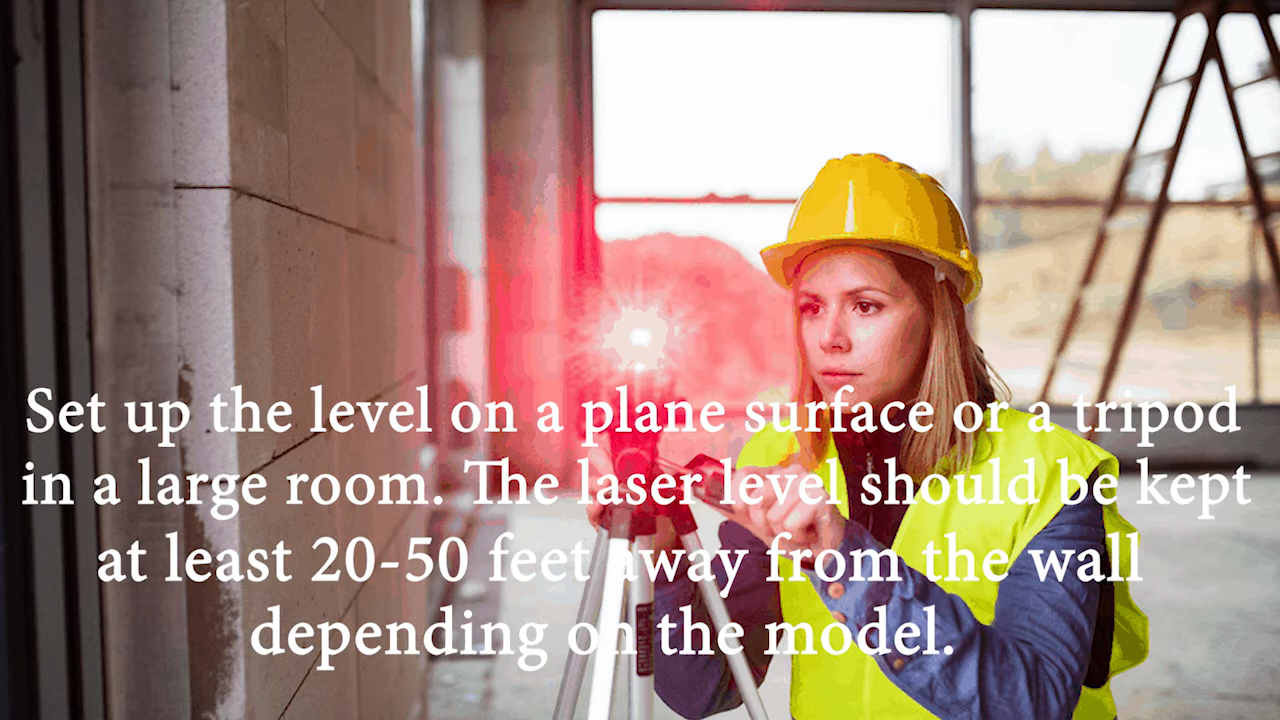 Set up the level on a plane surface or a tripod
in a large room. The laser level should be kept
at least 20-50 feet away from the wall
depending on the model.